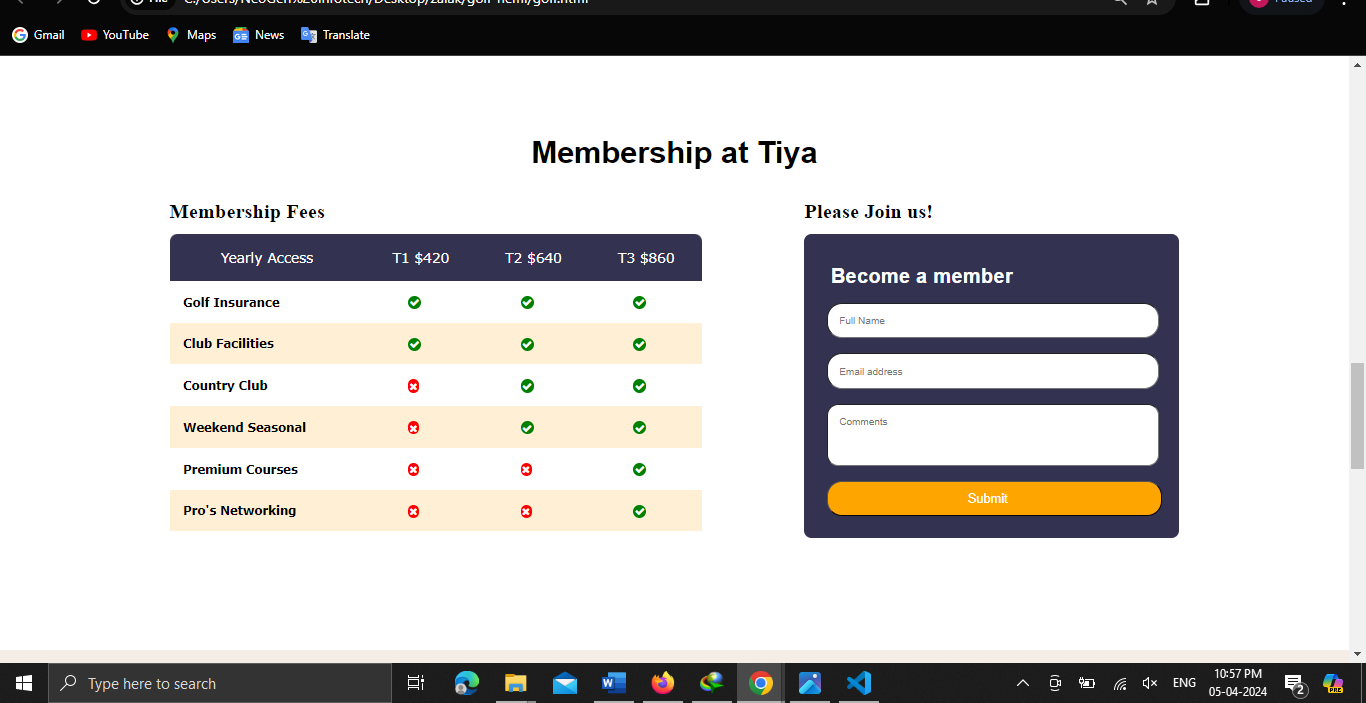 Gmail YouTube Maps News Translate
Membership at Tiya
Membership Fees
Yearly Access T1 $420 T2 $640 T3 $860
Golf Insurance
Club Facilities
Country Club
Weekend Seasonal
Premium Courses
Pro's Networking
Please Join us!
Become a member
Full Name
Email address
Comments
Submit
Type here to search
ENG
10:57 PM
05-04-2024
2